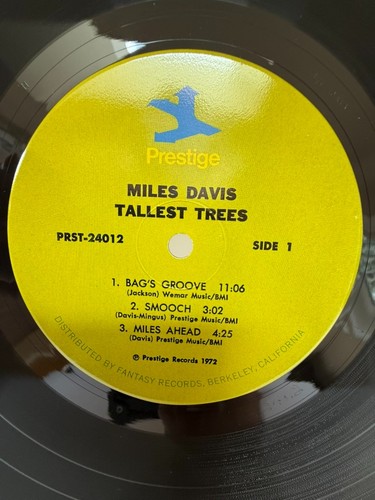 Prestige
MILES DAVIS
TALLEST TREES
PRST-24012 SIDE 1
1. BAG'S GROOVE 11:06
(Jackson) Wemar Music/BMI
2. SMOOCH 3:02
(Davis-Mingus) Prestige Music/BMI
3. MILES AHEAD 4:25
(Davis) Prestige Music/BMI
℗ Prestige Records 1972
DISTRIBUTED BY FANTASY RECORDS, BERKELEY, CALIFORNIA